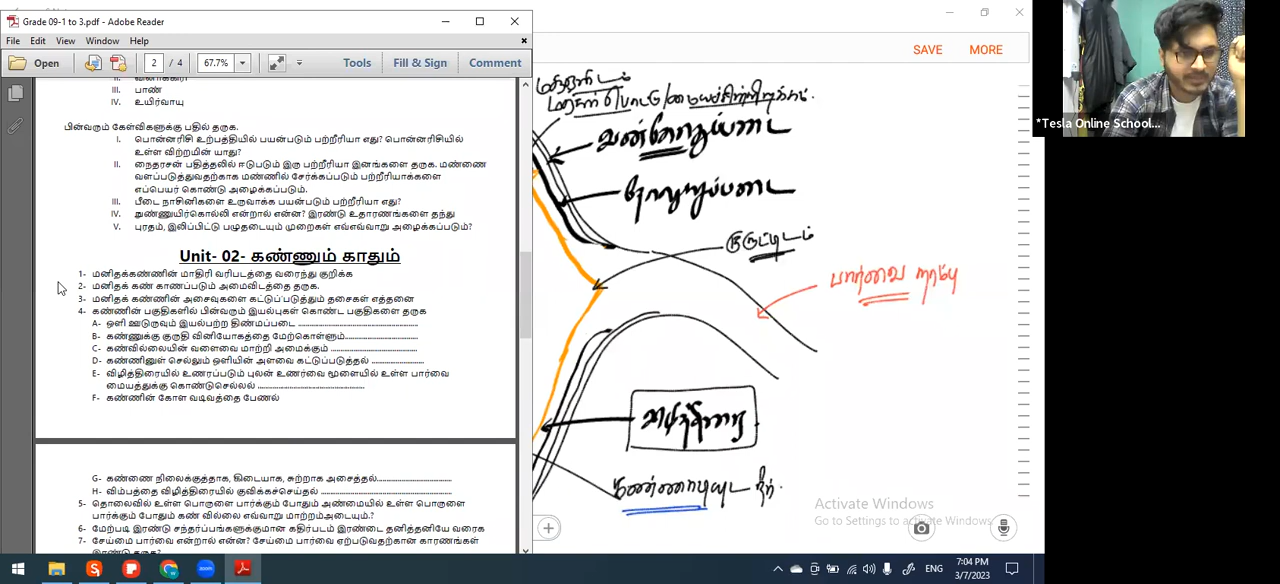 Grade 09-1 to 3.pdf - Adobe Reader
File Edit View Window Help
Open 2 / 4 67.7% Tools Fill & Sign Comment
III. பாண்
IV. உயிர்வாயு
பின்வரும் கேள்விகளுக்கு பதில் தருக.
I. பொன்னரிசி உற்பத்தியில் பயன்படும் பற்றீரியா எது? பொன்னரிசியில்
உள்ள விற்றமின் யாது?
II. நைதரசன் பதித்தலில் ஈடுபடும் இரு பற்றீரியா இனங்களை தருக. மண்ணை
வளப்படுத்துவதற்காக மண்ணில் சேர்க்கப்படும் பற்றீரியாக்களை
எப்பெயர் கொண்டு அழைக்கப்படும்.
III. பீடை நாசினிகளை உருவாக்க பயன்படும் பற்றீரியா எது?
IV. நுண்ணுயிர்கொல்லி என்றால் என்ன? இரண்டு உதாரணங்களை தந்து
V. புரதம், இலிப்பிட்டு பழுதடையும் முறைகள் எவ்எவ்வாறு அழைக்கப்படும்?
Unit- 02- கண்ணும் காதும்
1- மனிதக்கண்ணின் மாதிரி வரிபடத்தை வரைந்து குறிக்க
2- மனிதக் கண் காணப்படும் அமைவிடத்தை தருக.
3- மனிதக் கண்ணின் அசைவுகளை கட்டுப்படுத்தும் தசைகள் எத்தனை
4- கண்ணின் பகுதிகளில் பின்வரும் இயல்புகள் கொண்ட பகுதிகளை தருக
A- ஒளி ஊடுருவும் இயல்பற்ற திண்மப்படை ........................................
B- கண்ணுக்கு குருதி வினியோகத்தை மேற்கொள்ளும்........................
C- கண்வில்லையின் வளைவை மாற்றி அமைக்கும் .............................
D- கண்ணினுள் செல்லும் ஒளியின் அளவை கட்டுப்படுத்தல் .................
E- விழித்திரையில் உணரப்படும் புலன் உணர்வை மூளையில் உள்ள பார்வை
மையத்துக்கு கொண்டுசெல்லல் ....................................
F- கண்ணின் கோள வடிவத்தை பேணல்
G- கண்ணை நிலைக்குத்தாக, கிடையாக, சுற்றாக அசைத்தல்.........................
H- விம்பத்தை விழித்திரையில் குவிக்கச்செய்தல் ...........................................
5- தொலைவில் உள்ள பொருளை பார்க்கும் போதும் அண்மையில் உள்ள பொருளை
பார்க்கும் போதும் கண் வில்லை எவ்வாறு மாற்றம்அடையும்.
6- மேற்படி இரண்டு சந்தர்ப்பங்களுக்குமான கதிர்படம் இரண்டை தனித்தனியே வரைக
7- சேய்மை பார்வை என்றால் என்ன? சேய்மை பார்வை ஏற்படுவதற்கான காரணங்கள்
இரண்டு தருக?
SAVE MORE
வன்கோதுப்படை
தோலுருப்படை
குருட்டிடம்
பார்வை நரம்பு
விழித்திரை
கண்ணாடியுடனீர்
*Tesla Online School...
Activate Windows
Go to Settings to activate Windows.
ENG
7:04 PM
3/7/2023